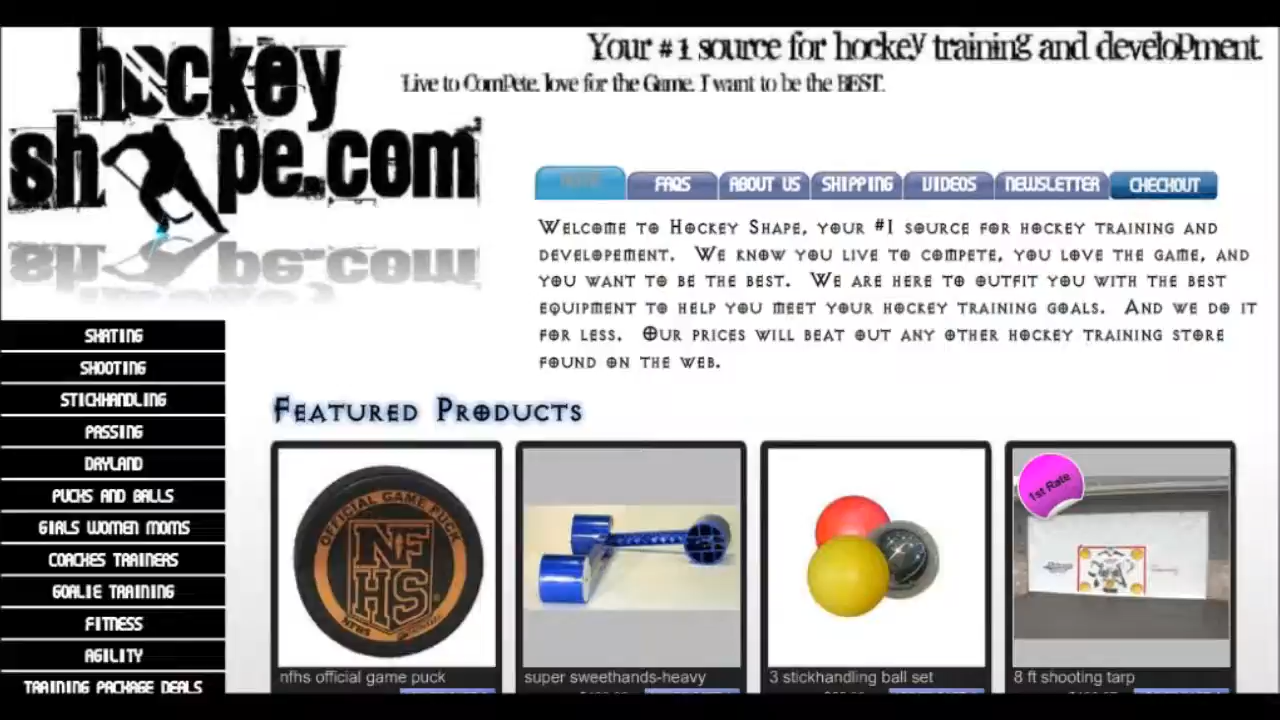 hockey
shape.com
Your #1 source for hockey training and development.
Live to Compete. love for the Game. I want to be the BEST.
FAQS ABOUT US SHIPPING VIDEOS NEWSLETTER CHECKOUT
Welcome to Hockey Shape, your #1 source for hockey training and
developement. We know you live to compete, you love the game, and
you want to be the best. We are here to outfit you with the best
equipment to help you meet your hockey training goals. And we do it
for less. Our prices will beat out any other hockey training store
found on the web.
SKATING
SHOOTING
STICKHANDLING
PASSING
DRYLAND
PUCKS AND BALLS
GIRLS WOMEN MOMS
COACHES TRAINERS
GOALIE TRAINING
FITNESS
AGILITY
TRAINING PACKAGE DEALS
Featured Products
OFFICIAL GAME PUCK
NF
HS
NFHS
1st Rate
nfhs official game puck
super sweethands-heavy
3 stickhandling ball set
8 ft shooting tarp